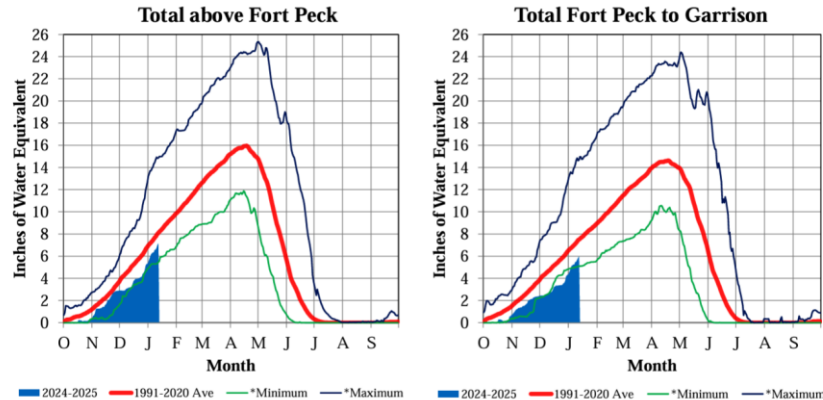 Total above Fort Peck
Inches of Water Equivalent
26
24
22
20
18
16
14
12
10
8
6
4
2
0
O N D J F M A M J J A S
Month
2024-2025 1991-2020 Ave *Minimum *Maximum
Total Fort Peck to Garrison
Inches of Water Equivalent
26
24
22
20
18
16
14
12
10
8
6
4
2
0
O N D J F M A M J J A S
Month
2024-2025 1991-2020 Ave *Minimum *Maximum